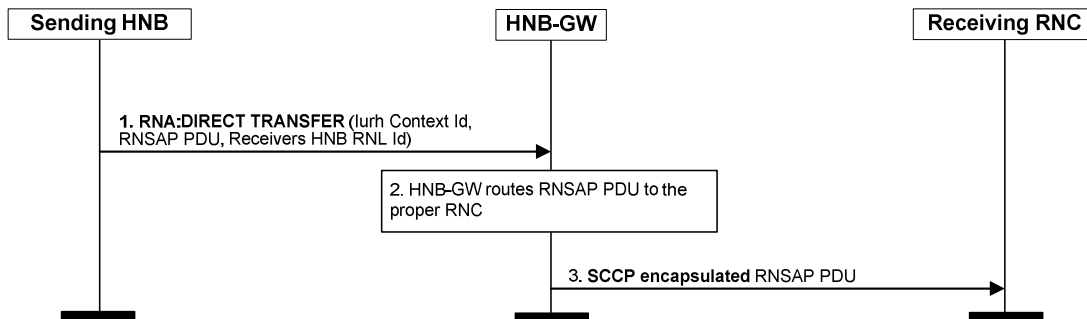 Sending HNB
HNB-GW
Receiving RNC
1. RNA:DIRECT TRANSFER (Iurh Context Id,
RNSAP PDU, Receivers HNB RNL Id)
2. HNB-GW routes RNSAP PDU to the
proper RNC
3. SCCP encapsulated RNSAP PDU